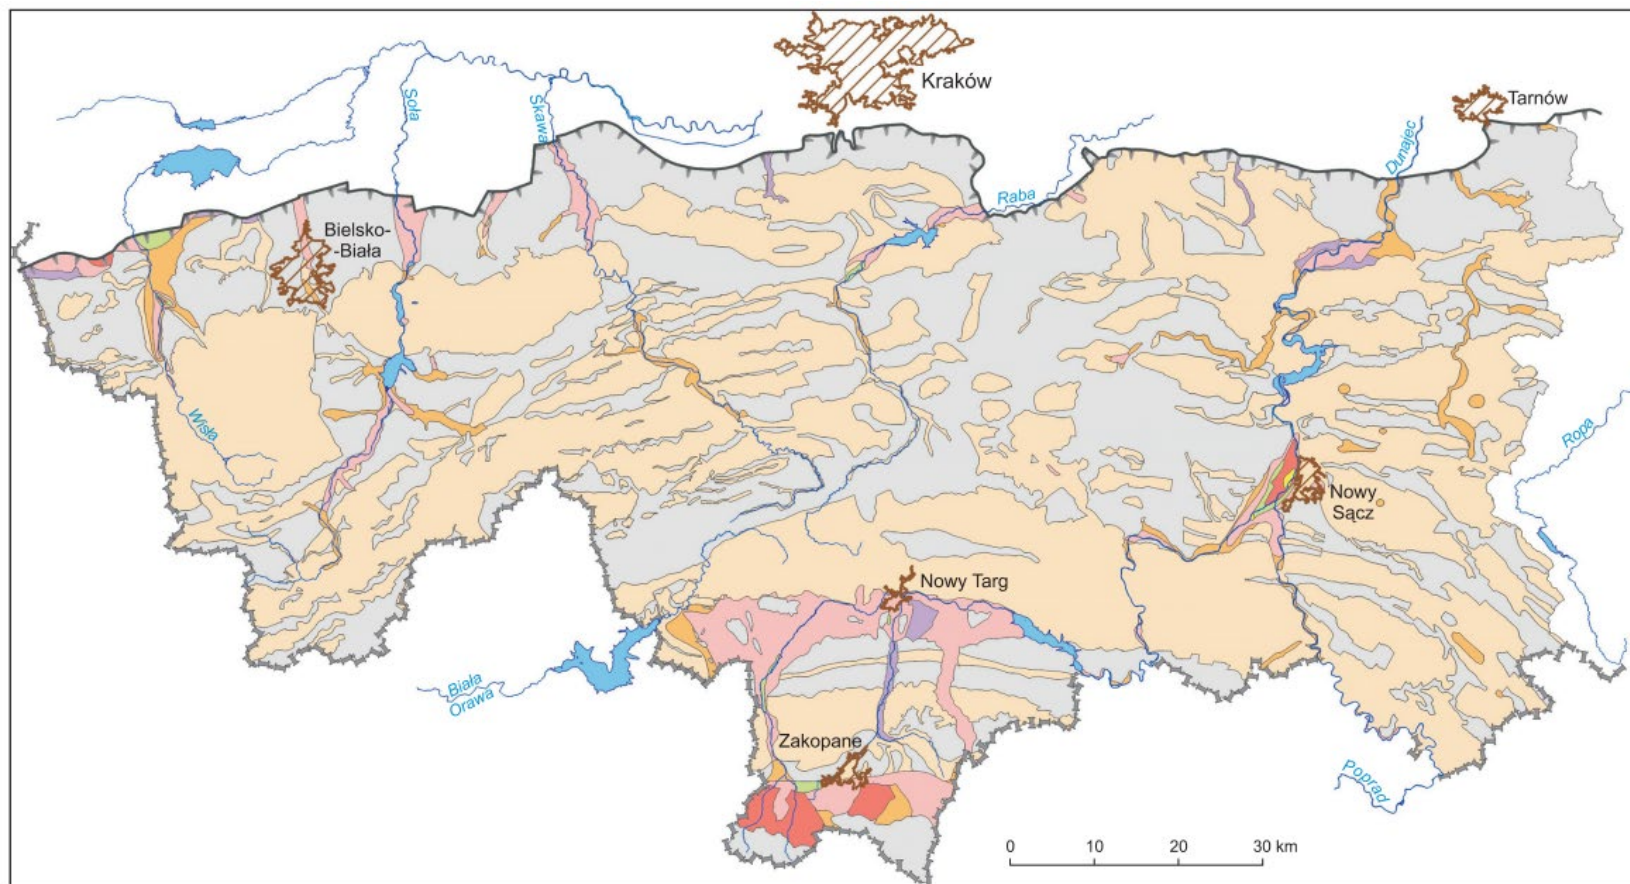 Kraków
Tarnów
Soła
Skawa
Dunajec
Raba
Bielsko-
-Biała
Wisła
Ropa
Nowy
Sącz
Nowy Targ
Biała
Orawa
Zakopane
Poprad
0 10 20 30 km